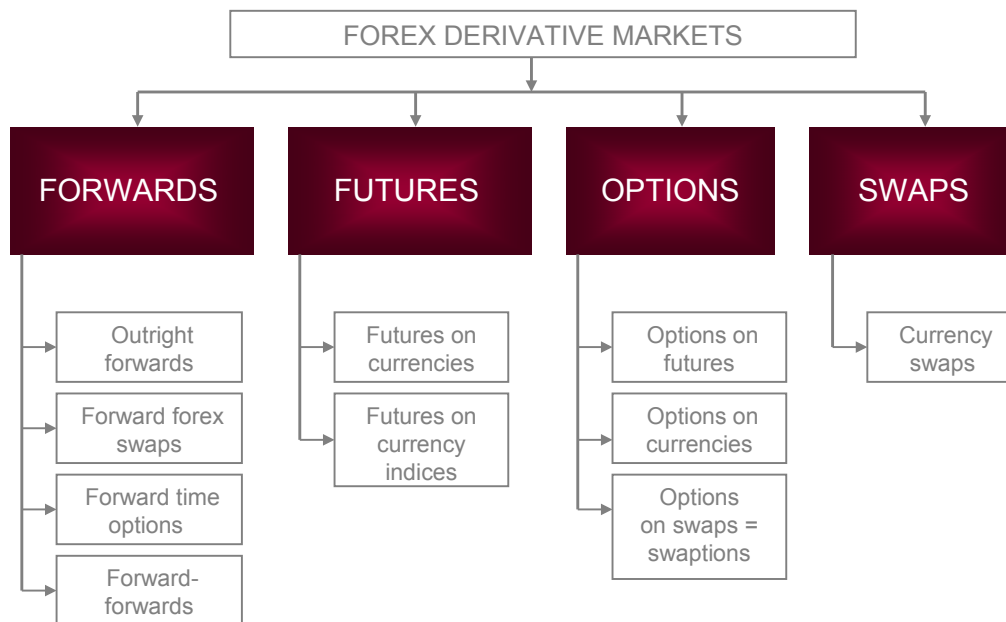 FOREX DERIVATIVE MARKETS
FORWARDS
FUTURES
OPTIONS
SWAPS
Outright
forwards
Forward forex
swaps
Forward time
options
Forward-
forwards
Futures on
currencies
Futures on
currency
indices
Options on
futures
Options on
currencies
Options
on swaps =
swaptions
Currency
swaps